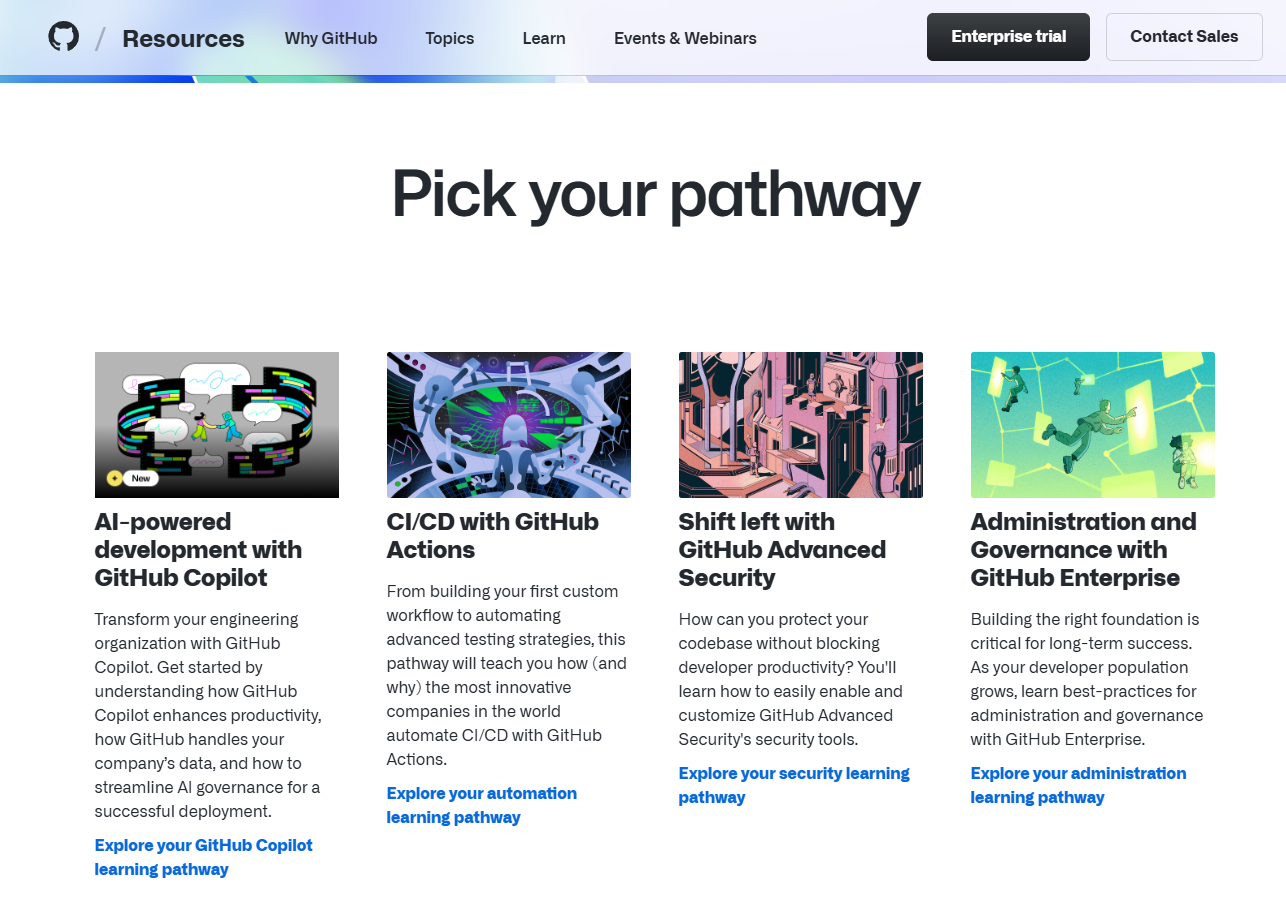 / Resources Why GitHub Topics Learn Events & Webinars Enterprise trial Contact Sales
Pick your pathway
New
AI-powered
development with
GitHub Copilot
Transform your engineering
organization with GitHub
Copilot. Get started by
understanding how GitHub
Copilot enhances productivity,
how GitHub handles your
company's data, and how to
streamline AI governance for a
successful deployment.
Explore your GitHub Copilot
learning pathway
CI/CD with GitHub
Actions
From building your first custom
workflow to automating
advanced testing strategies, this
pathway will teach you how (and
why) the most innovative
companies in the world
automate CI/CD with GitHub
Actions.
Explore your automation
learning pathway
Shift left with
GitHub Advanced
Security
How can you protect your
codebase without blocking
developer productivity? You'll
learn how to easily enable and
customize GitHub Advanced
Security's security tools.
Explore your security learning
pathway
Administration and
Governance with
GitHub Enterprise
Building the right foundation is
critical for long-term success.
As your developer population
grows, learn best-practices for
administration and governance
with GitHub Enterprise.
Explore your administration
learning pathway